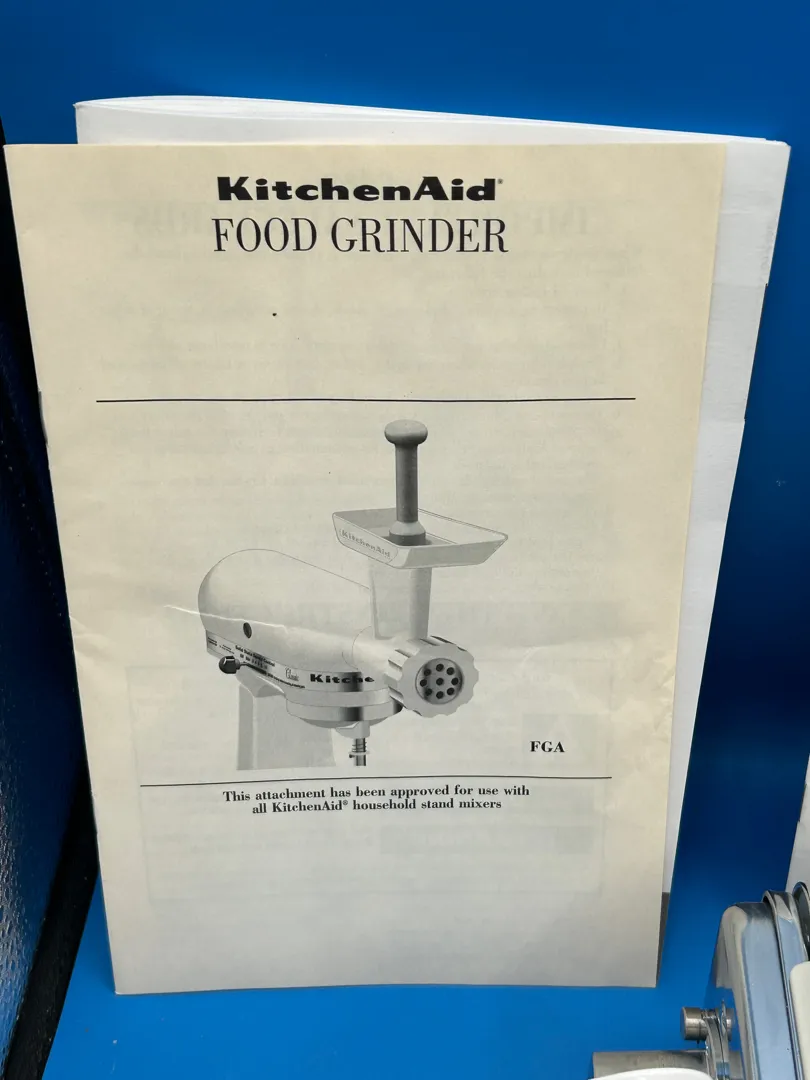 KitchenAid®
FOOD GRINDER
KitchenAid
Kitche
FGA
This attachment has been approved for use with
all KitchenAid® household stand mixers